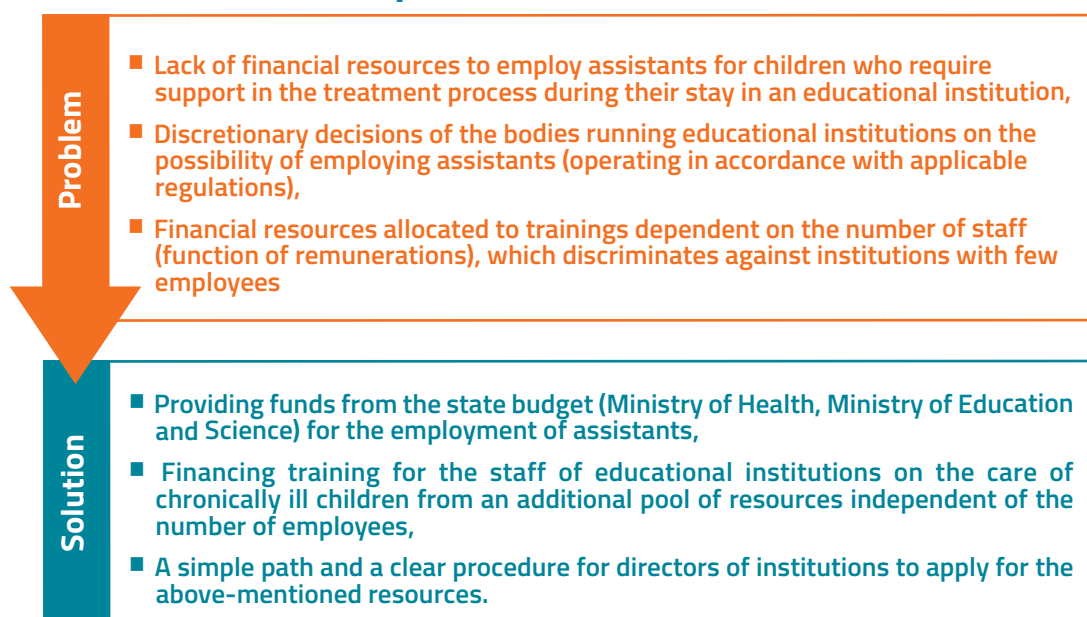 Problem
■ Lack of financial resources to employ assistants for children who require
support in the treatment process during their stay in an educational institution,
■ Discretionary decisions of the bodies running educational institutions on the
possibility of employing assistants (operating in accordance with applicable
regulations),
■ Financial resources allocated to trainings dependent on the number of staff
(function of remunerations), which discriminates against institutions with few
employees
Solution
■ Providing funds from the state budget (Ministry of Health, Ministry of Education
and Science) for the employment of assistants,
■ Financing training for the staff of educational institutions on the care of
chronically ill children from an additional pool of resources independent of the
number of employees,
■ A simple path and a clear procedure for directors of institutions to apply for the
above-mentioned resources.